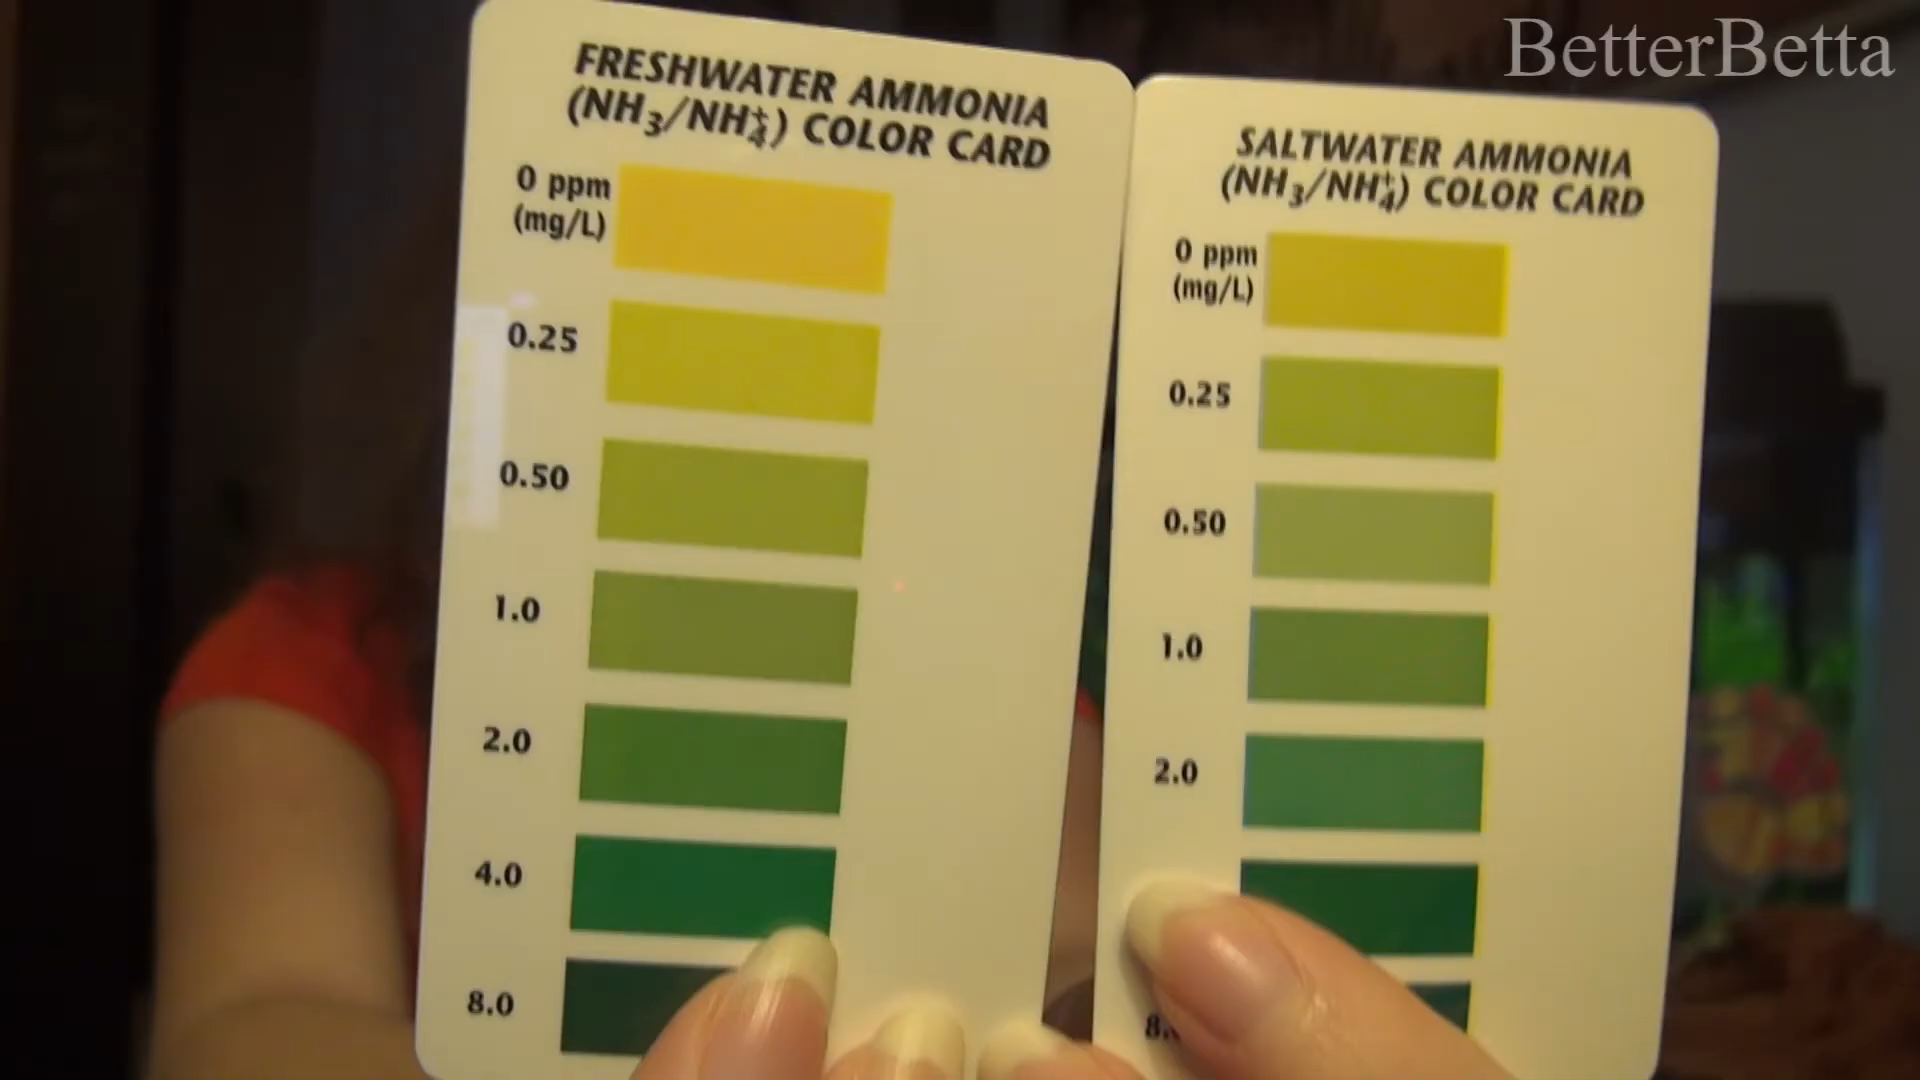 BetterBetta
FRESHWATER AMMONIA
(NH3/NH4+) COLOR CARD
0 ppm
(mg/L)
0.25
0.50
1.0
2.0
4.0
8.0
SALTWATER AMMONIA
(NH3/NH4+) COLOR CARD
0 ppm
(mg/L)
0.25
0.50
1.0
2.0